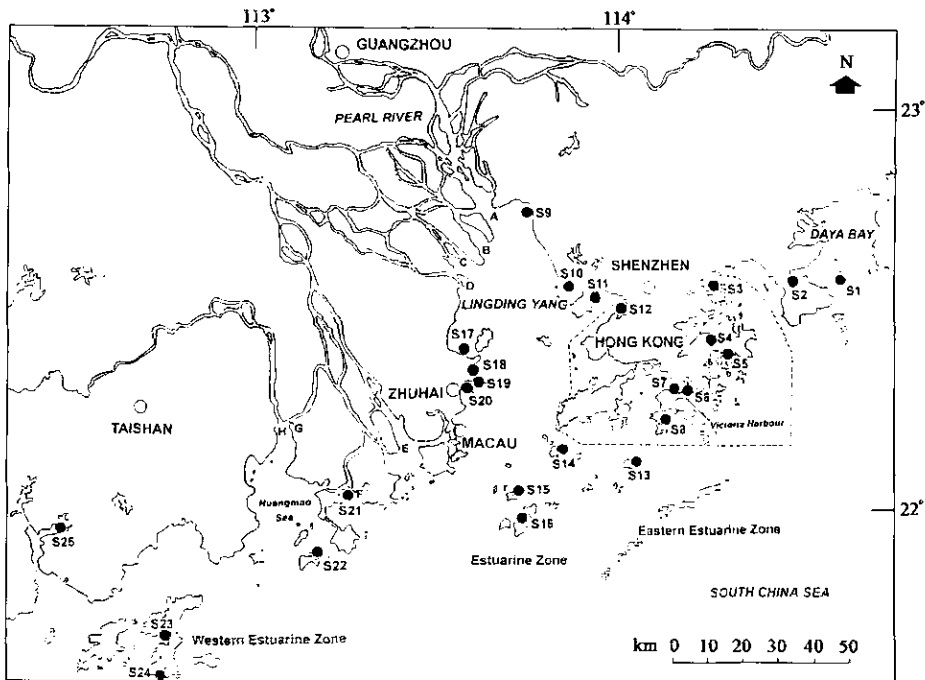 113°
114°
GUANGZHOU
N
PEARL RIVER
23°
A
S9
B
DAYA BAY
C
SHENZHEN
D
S10
S11
S3
S2
S1
LINGDING YANG
S12
S17
HONG KONG
S4
S5
S18
S19
ZHUHAI
S20
S7
S6
TAISHAN
H
G
E
MACAU
S8
Victoria Harbour
S14
S13
Huangmao
Sea
F
S21
S15
22°
S25
S16
Eastern Estuarine Zone
S22
Estuarine Zone
SOUTH CHINA SEA
S23
Western Estuarine Zone
km
0 10 20 30 40 50
S24